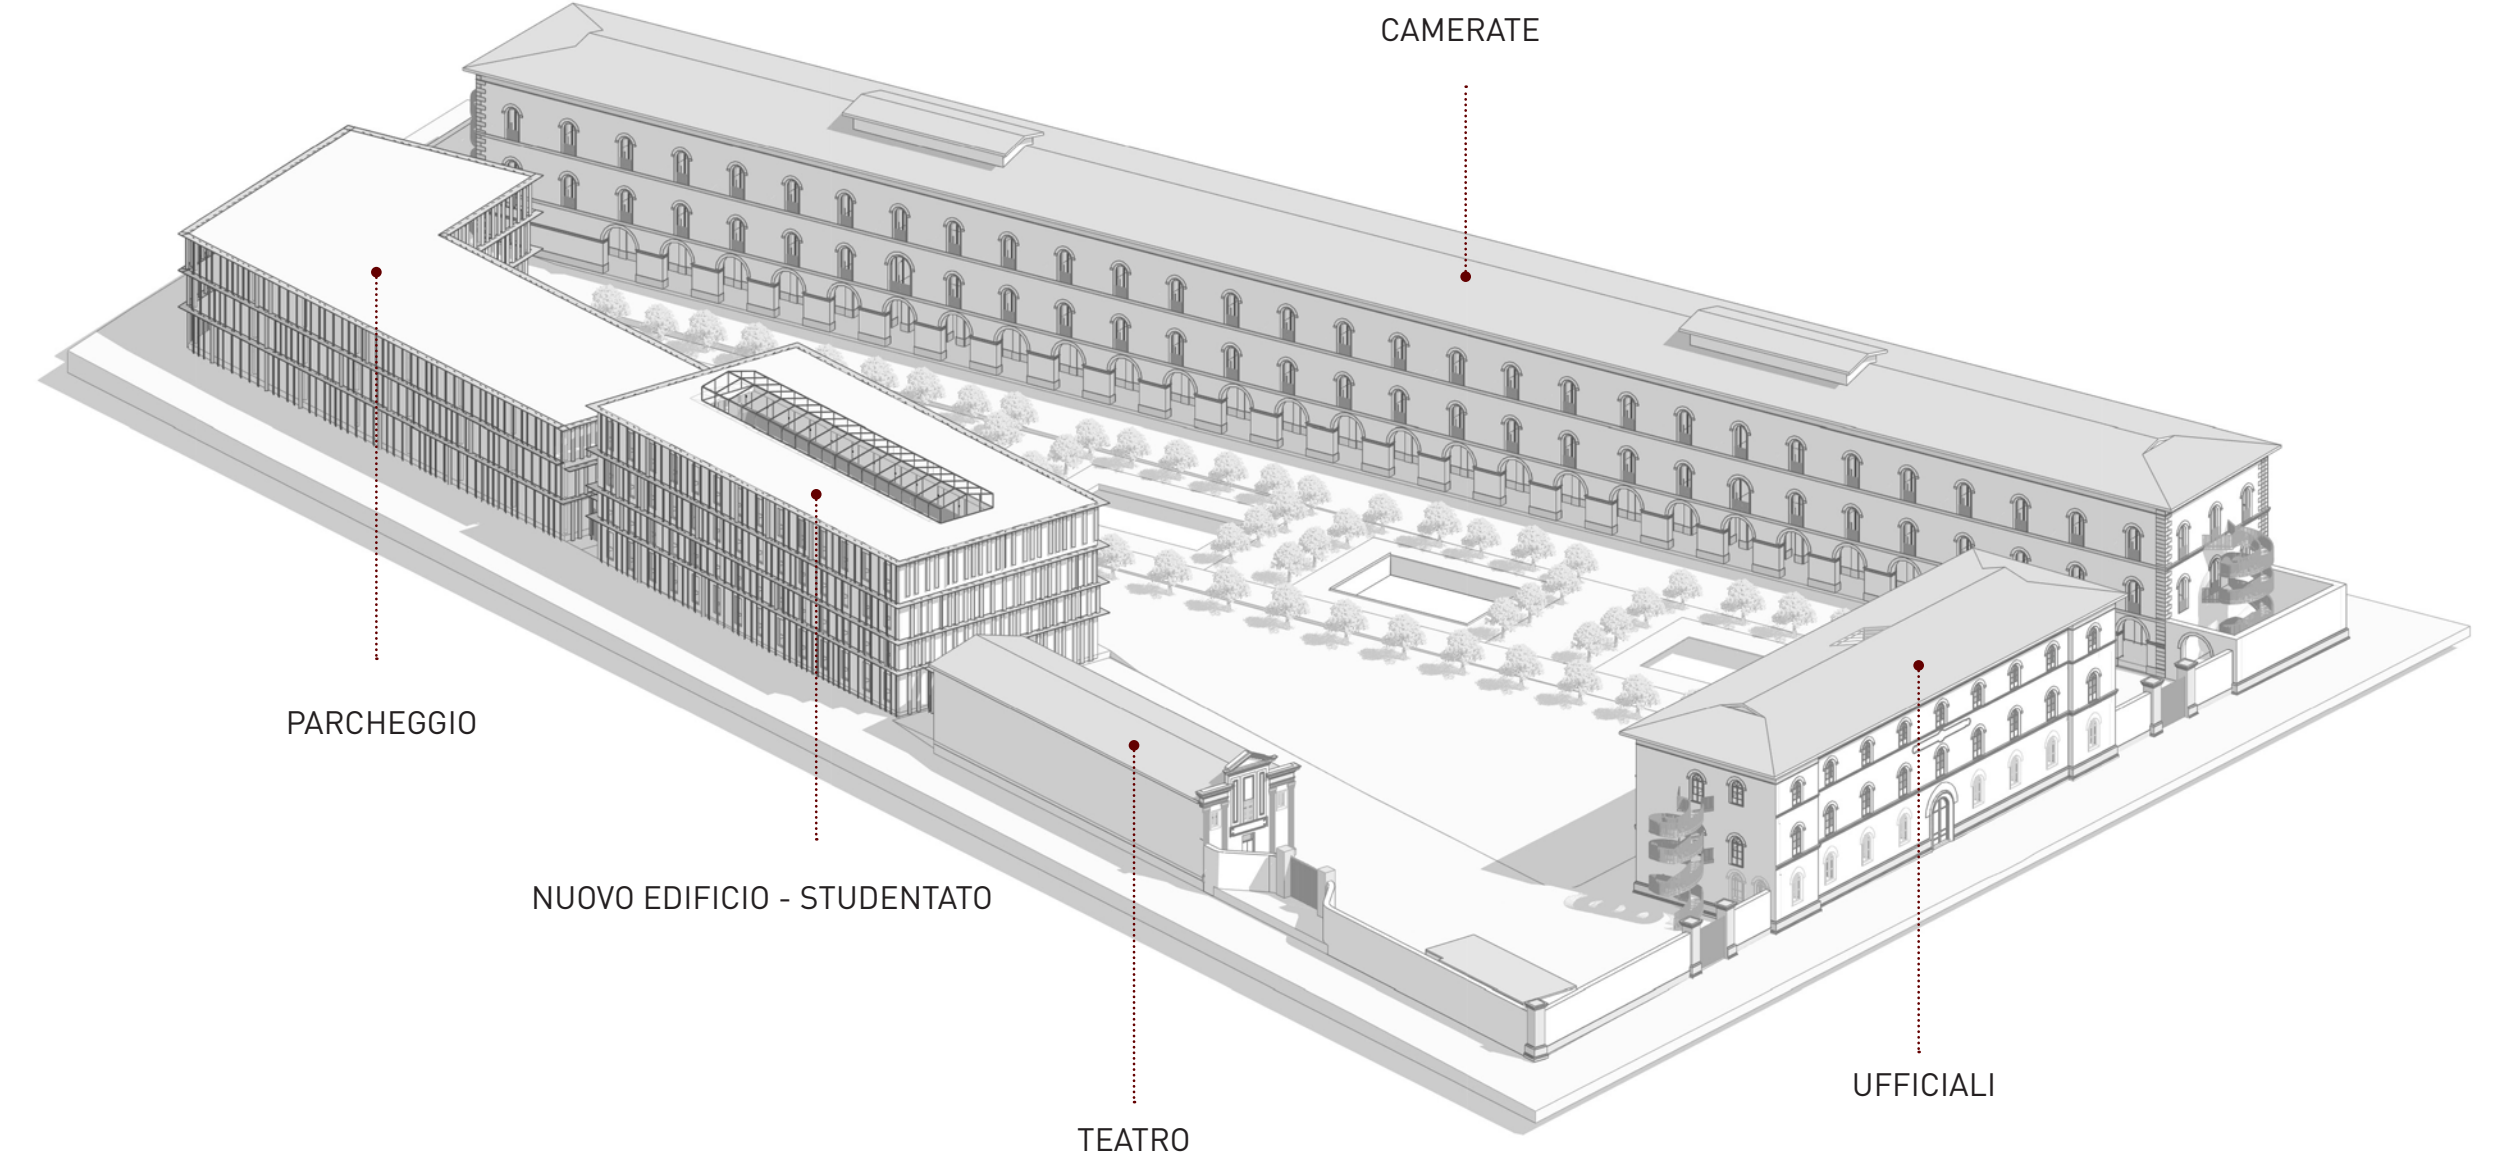 CAMERATE
PARCHEGGIO
NUOVO EDIFICIO - STUDENTATO
UFFICIALI
TEATRO